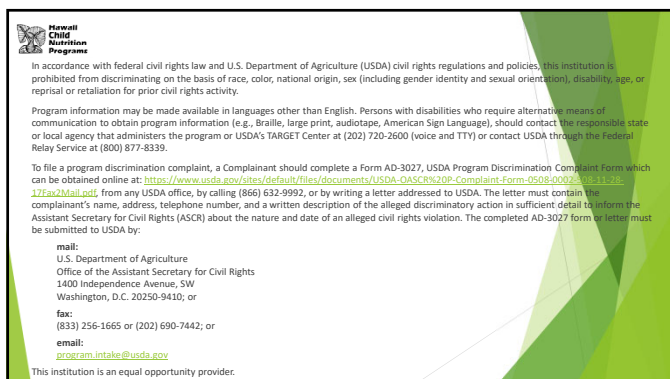 Hawaii
Child
Nutrition
Programs
In accordance with federal civil rights law and U.S. Department of Agriculture (USDA) civil rights regulations and policies, this institution is
prohibited from discriminating on the basis of race, color, national origin, sex (including gender identity and sexual orientation), disability, age, or
reprisal or retaliation for prior civil rights activity.
Program information may be made available in languages other than English. Persons with disabilities who require alternative means of
communication to obtain program information (e.g., Braille, large print, audiotape, American Sign Language), should contact the responsible state
or local agency that administers the program or USDA's TARGET Center at (202) 720-2600 (voice and TTY) or contact USDA through the Federal
Relay Service at (800) 877-8339.
To file a program discrimination complaint, a Complainant should complete a Form AD-3027, USDA Program Discrimination Complaint Form which
can be obtained online at: https://www.usda.gov/sites/default/files/documents/USDA-OASCR%20P-Complaint-Form-0508-0002-508-11-28-
17Fax2Mail.pdf, from any USDA office, by calling (866) 632-9992, or by writing a letter addressed to USDA. The letter must contain the
complainant's name, address, telephone number, and a written description of the alleged discriminatory action in sufficient detail to inform the
Assistant Secretary for Civil Rights (ASCR) about the nature and date of an alleged civil rights violation. The completed AD-3027 form or letter must
be submitted to USDA by:
mail:
U.S. Department of Agriculture
Office of the Assistant Secretary for Civil Rights
1400 Independence Avenue, SW
Washington, D.C. 20250-9410; or
fax:
(833) 256-1665 or (202) 690-7442; or
email:
program.intake@usda.gov
This institution is an equal opportunity provider.